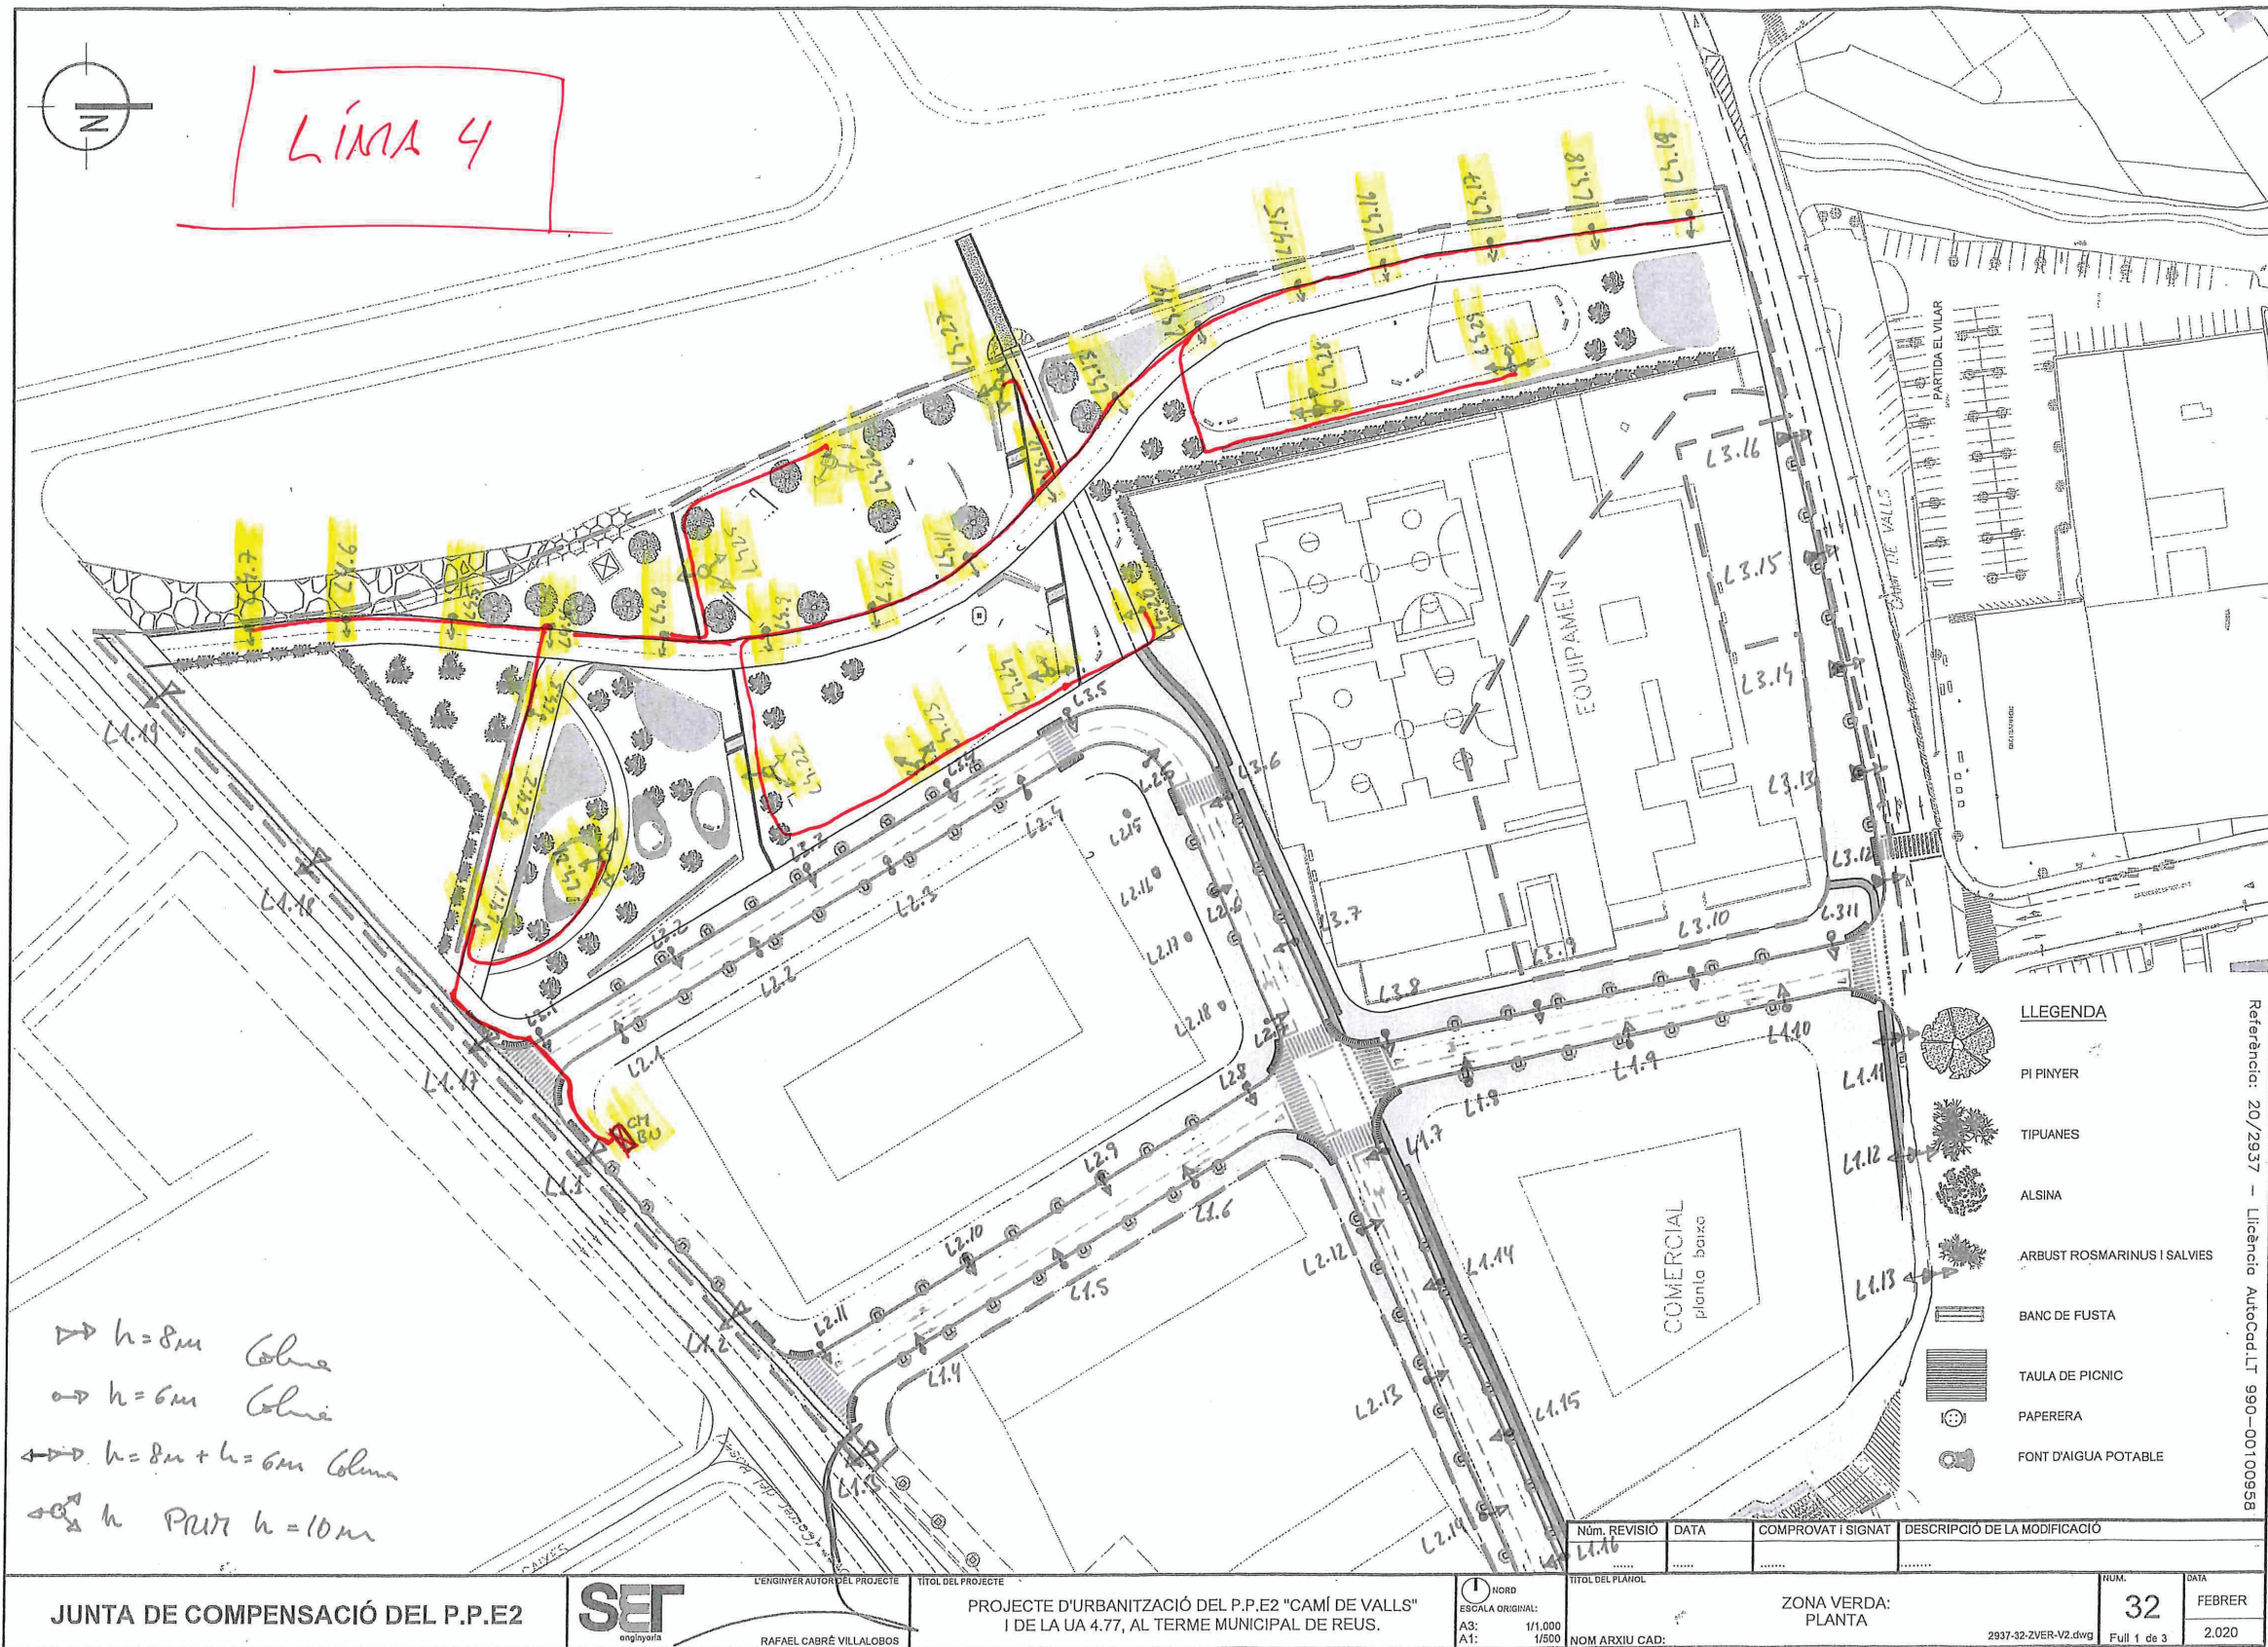 N
LÍNIA 4
L4.7
L4.6
L4.5
L4.8
L4.9
L4.10
L4.11
L4.12
L4.13
L4.14
L4.15
L4.16
L4.17
L4.18
L4.19
L4.27
L4.28
L4.29
L4.26
L4.25
L4.20
L4.24
L4.23
L4.22
L4.2
L4.1
PARTIDA EL VILAR
CAMÍ DE VALLS
EQUIPAMENT
L3.16
L3.15
L3.14
L3.13
L3.12
L3.11
L3.10
L3.9
L3.8
L3.7
L3.6
L3.5
L3.4
L3.3
L3.2
L3.1
L2.1
L2.2
L2.3
L2.4
L2.5
L2.6
L2.7
L2.8
L2.9
L2.10
L2.11
L2.12
L2.13
L2.14
L2.15
L2.16
L2.17
L2.18
L1.1
L1.2
L1.3
L1.4
L1.5
L1.6
L1.7
L1.8
L1.9
L1.10
L1.11
L1.12
L1.13
L1.14
L1.15
L1.16
L1.17
L1.18
L1.19
CM
BU
COMERCIAL
planta baixa
LLEGENDA
PI PINYER
TIPUANES
ALSINA
ARBUST ROSMARINUS I SALVIES
BANC DE FUSTA
TAULA DE PICNIC
PAPERERA
FONT D'AIGUA POTABLE
Referència: 20/2937 - Llicència AutoCad.LT 990-00100958
h=8m
h=6m
h=8m + h=6m
h PRIM h=10m
Núm. REVISIÓ
DATA
COMPROVAT I SIGNAT
DESCRIPCIÓ DE LA MODIFICACIÓ
JUNTA DE COMPENSACIÓ DEL P.P.E2
SET
enginyeria
L'ENGINYER AUTOR DEL PROJECTE
RAFAEL CABRÉ VILLALOBOS
TÍTOL DEL PROJECTE
PROJECTE D'URBANITZACIÓ DEL P.P.E2 "CAMÍ DE VALLS"
I DE LA UA 4.77, AL TERME MUNICIPAL DE REUS.
NORD
ESCALA ORIGINAL:
A3: 1/1.000
A1: 1/500
TITOL DEL PLÀNOL
ZONA VERDA:
PLANTA
NOM ARXIU CAD:
2937-32-ZVER-V2.dwg
NUM.
32
Full 1 de 3
DATA
FEBRER
2.020